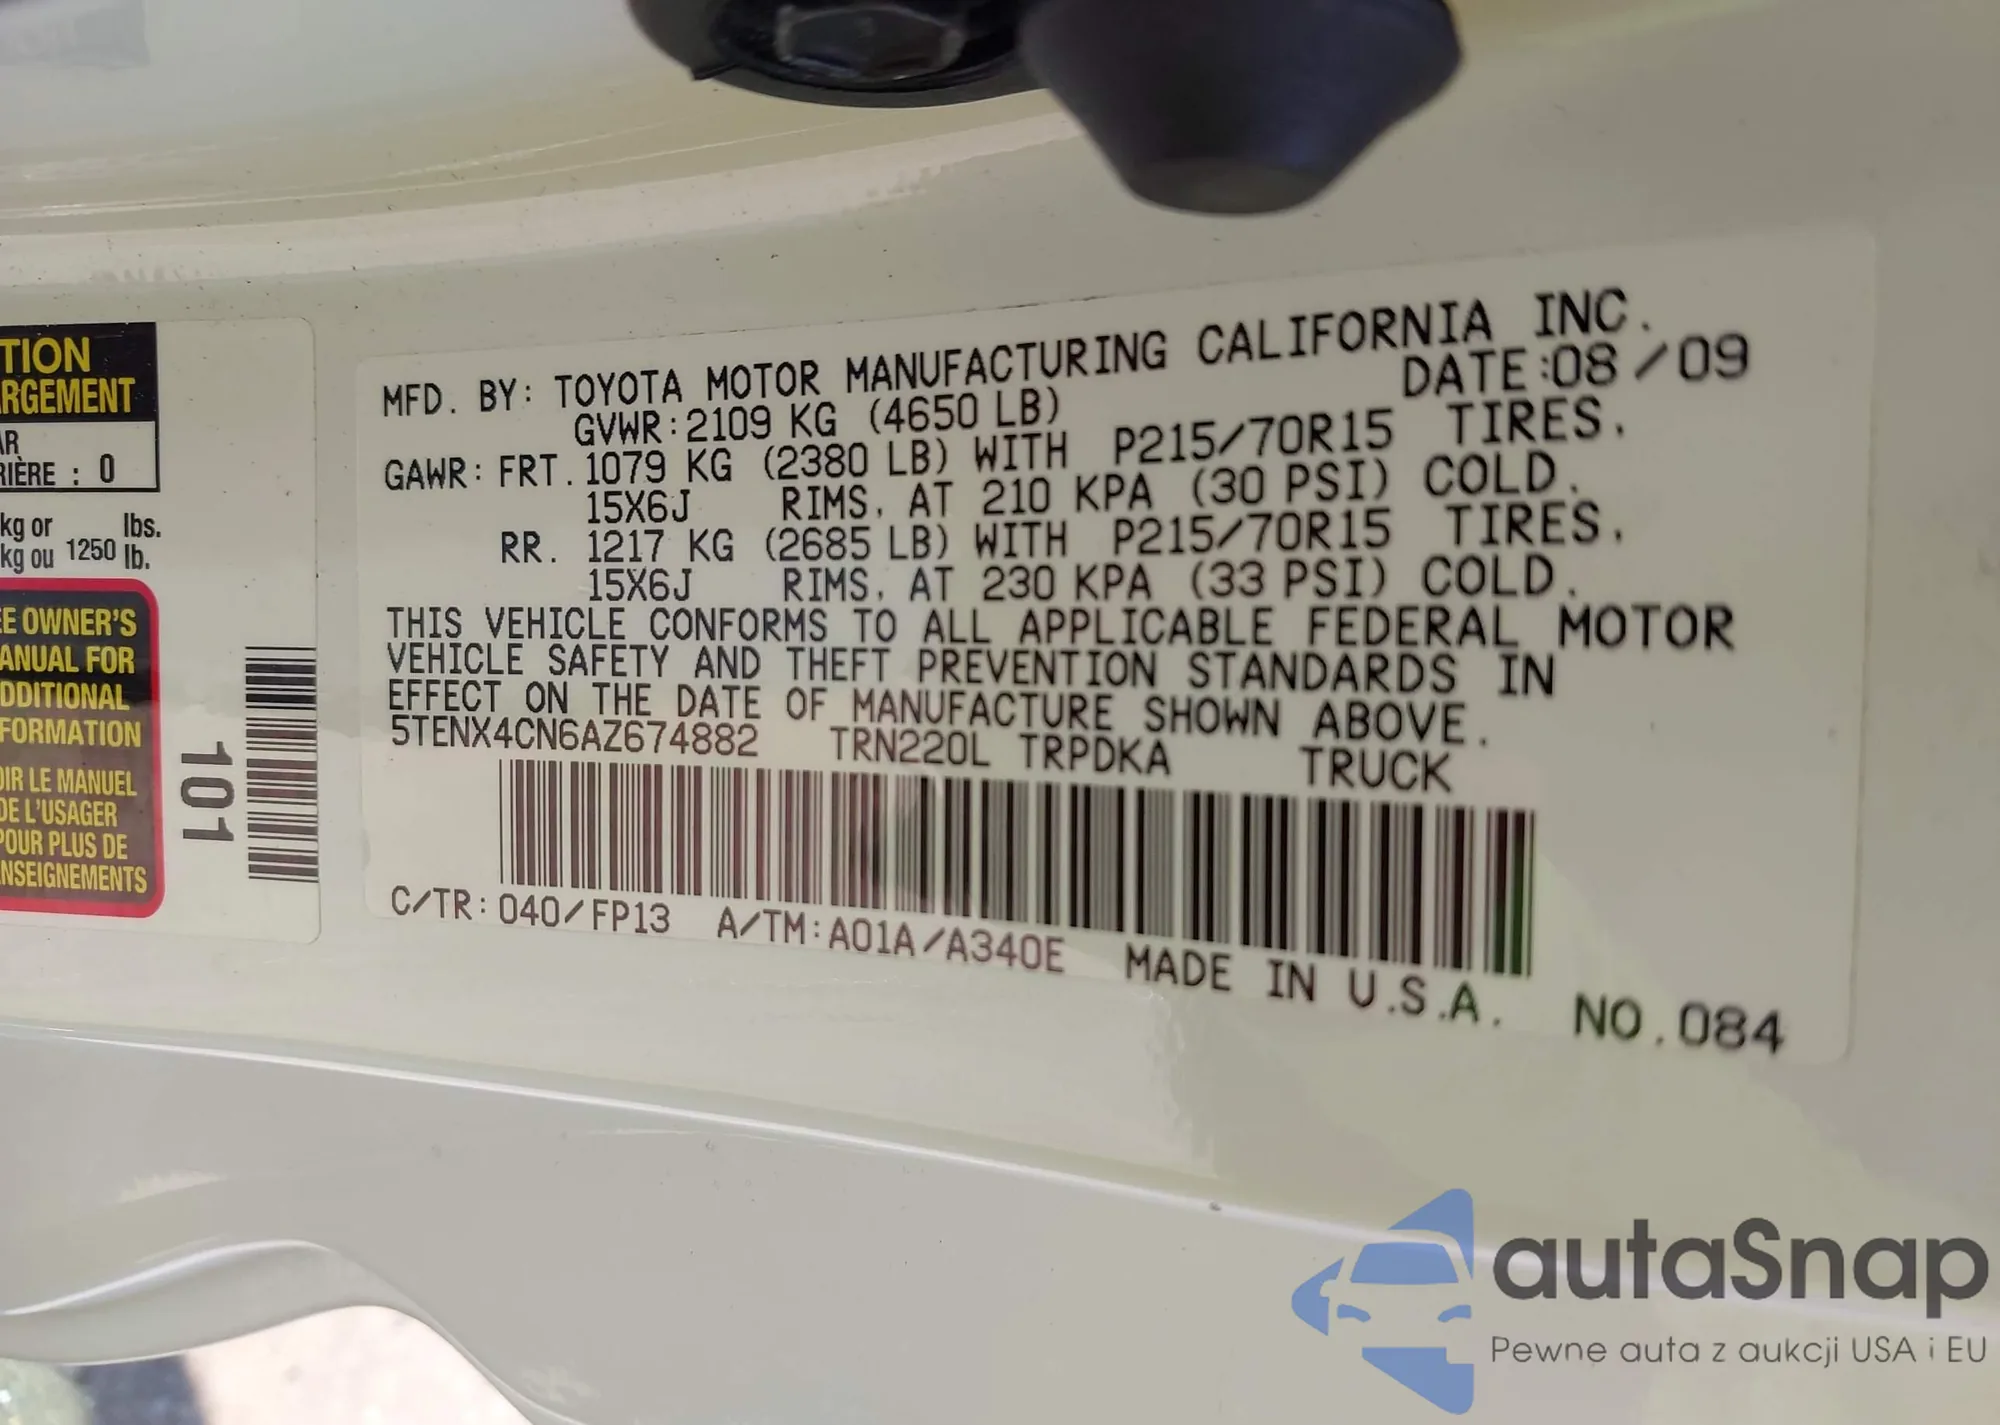 TION
RGEMENT
AR
RIÈRE : 0
kg or lbs.
kg ou 1250 lb.
EE OWNER'S
ANUAL FOR
DDITIONAL
FORMATION
OIR LE MANUEL
DE L'USAGER
POUR PLUS DE
ENSEIGNEMENTS
101
MFD. BY: TOYOTA MOTOR MANUFACTURING CALIFORNIA INC.
GVWR: 2109 KG (4650 LB) DATE:08/09
GAWR: FRT. 1079 KG (2380 LB) WITH P215/70R15 TIRES.
15X6J RIMS, AT 210 KPA (30 PSI) COLD.
RR. 1217 KG (2685 LB) WITH P215/70R15 TIRES.
15X6J RIMS, AT 230 KPA (33 PSI) COLD.
THIS VEHICLE CONFORMS TO ALL APPLICABLE FEDERAL MOTOR
VEHICLE SAFETY AND THEFT PREVENTION STANDARDS IN
EFFECT ON THE DATE OF MANUFACTURE SHOWN ABOVE.
5TENX4CN6AZ674882 TRN220L TRPDKA TRUCK
C/TR: 040/FP13 A/TM: A01A/A340E MADE IN U.S.A. NO.084
autaSnap
Pewne auta z aukcji USA i EU